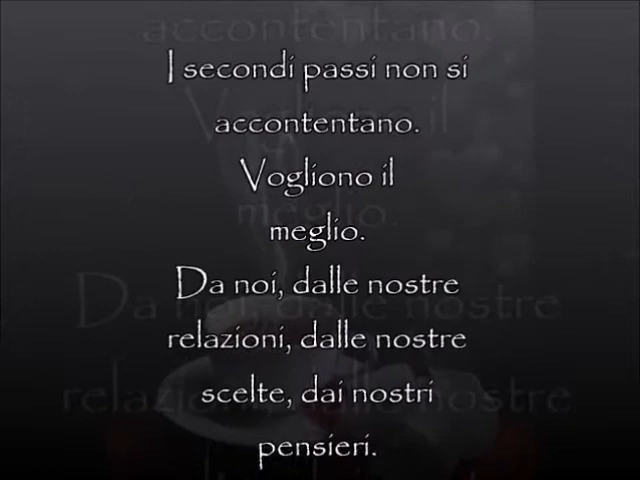 I secondi passi non si
accontentano.
Vogliono il
meglio.
Da noi, dalle nostre
relazioni, dalle nostre
scelte, dai nostri
pensieri.